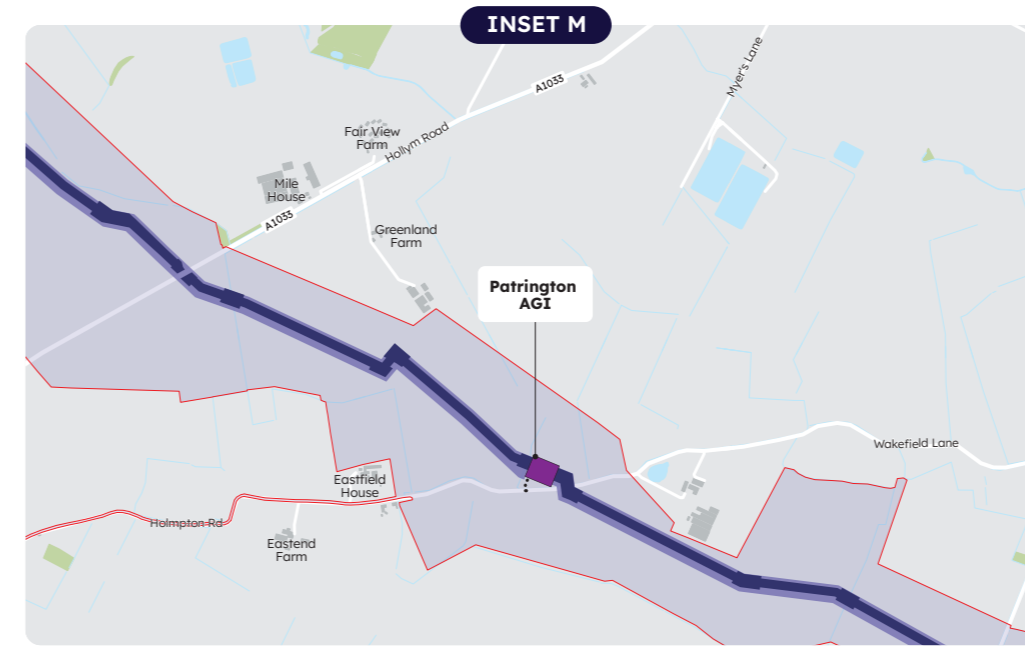 INSET M
A1033
Myer's Lane
Fair View
Farm
Hollym Road
Mile
House
A1033
Greenland
Farm
Patrington
AGI
Wakefield Lane
Eastfield
House
Holmpton Rd
Eastend
Farm